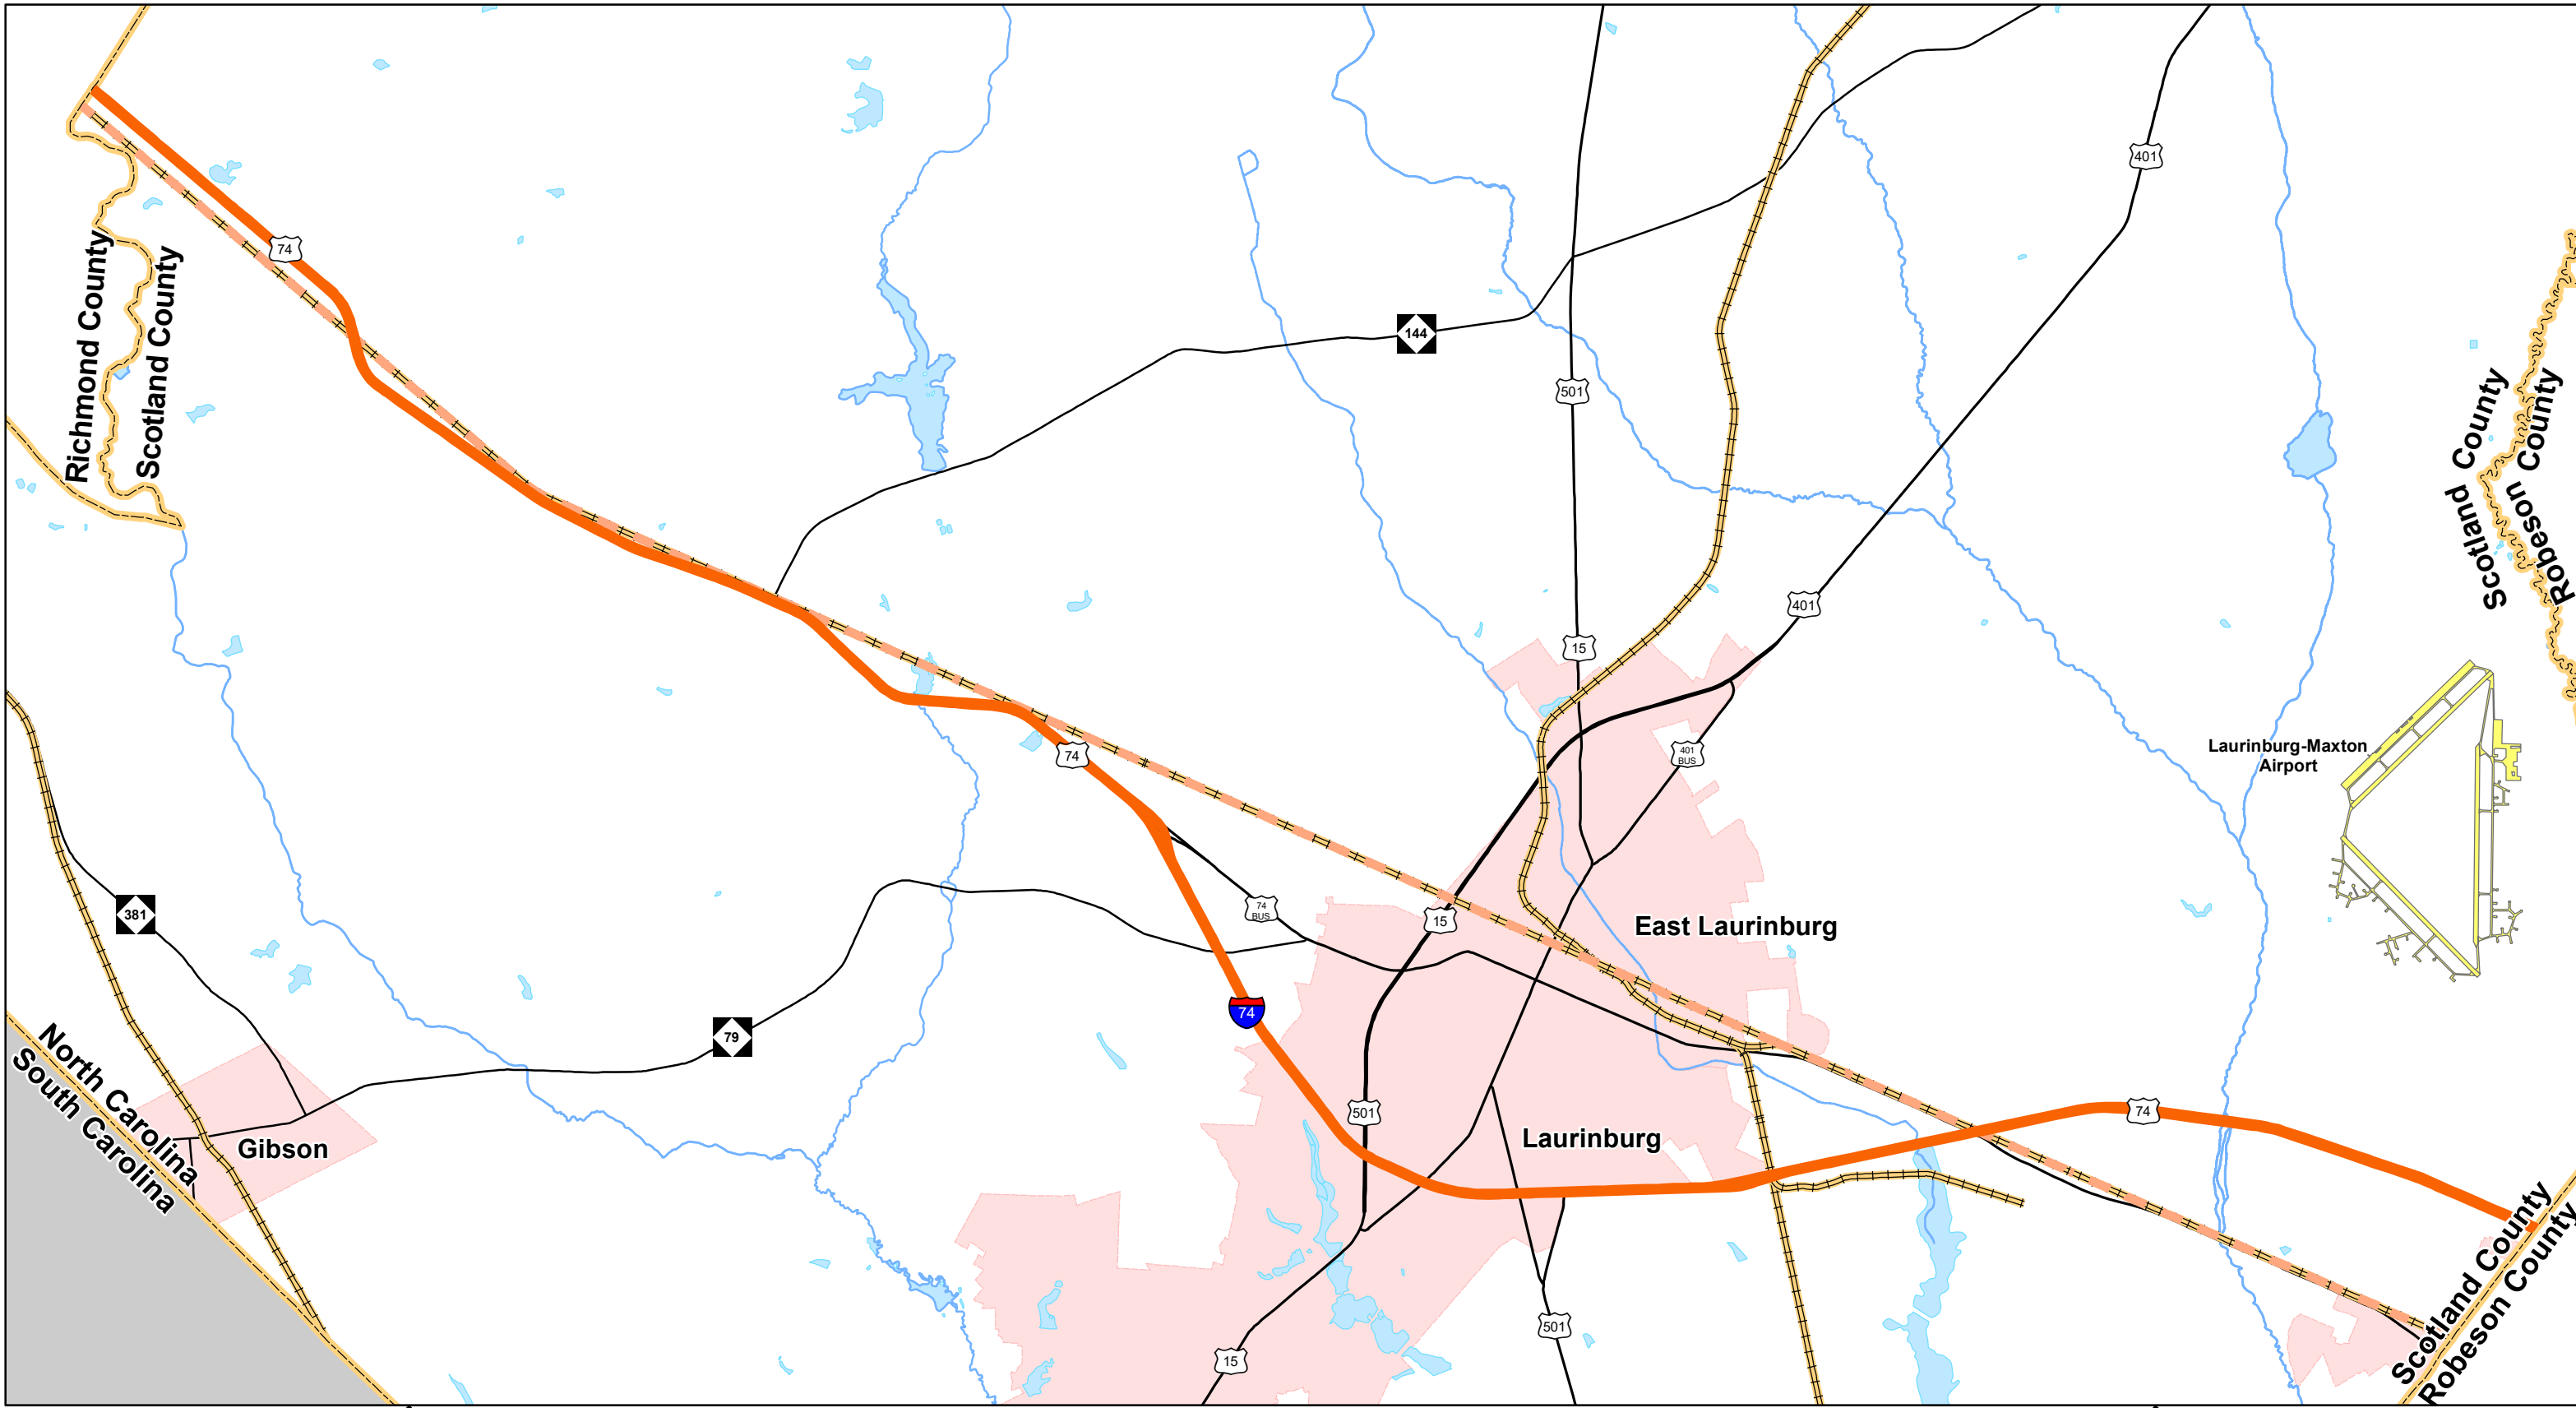 401
74
Richmond County
Scotland County
144
501
Scotland County
Robeson County
Scotland
Robeson
401
15
74
401
BUS
Laurinburg-Maxton
Airport
381
74
BUS
15
East Laurinburg
74
79
North Carolina
South Carolina
Gibson
501
Laurinburg
74
Scotland County
Robeson County
501
15